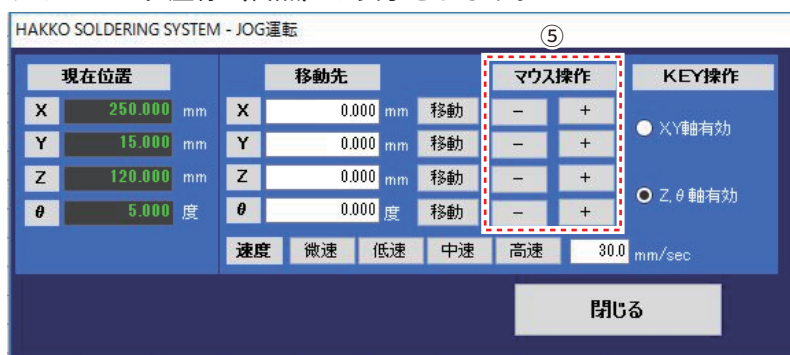 HAKKO SOLDERING SYSTEM - JOG運転
⑤
現在位置 移動先 マウス操作 KEY操作
X 250.000 mm X 0.000 mm 移動 - +
Y 15.000 mm Y 0.000 mm 移動 - +
X,Y軸有効
Z 120.000 mm Z 0.000 mm 移動 - +
Z,θ軸有効
θ 5.000 度 θ 0.000 度 移動 - +
速度 微速 低速 中速 高速 30.0 mm/sec
閉じる